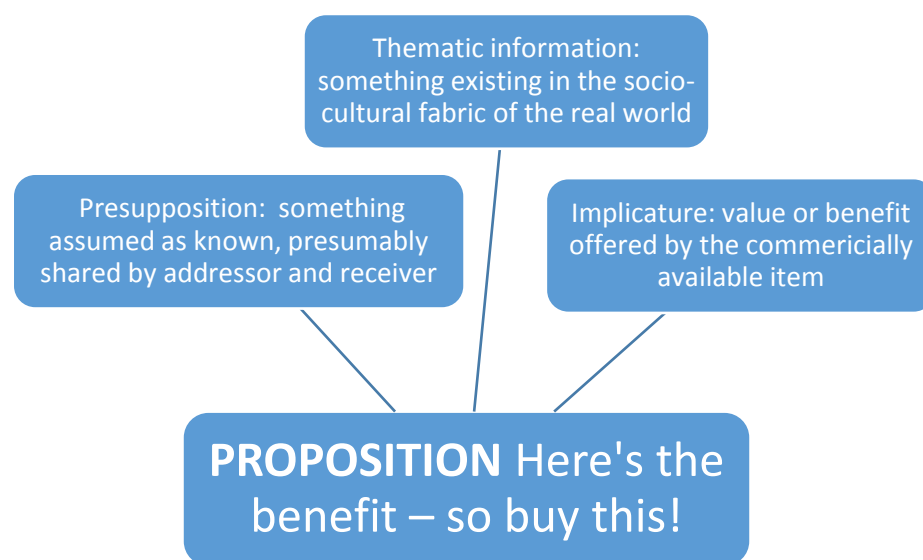 Thematic information:
something existing in the socio-
cultural fabric of the real world
Presupposition:  something
assumed as known, presumably
shared by addressor and receiver
Implicature: value or benefit
offered by the commericially
available item
PROPOSITION Here's the
benefit – so buy this!